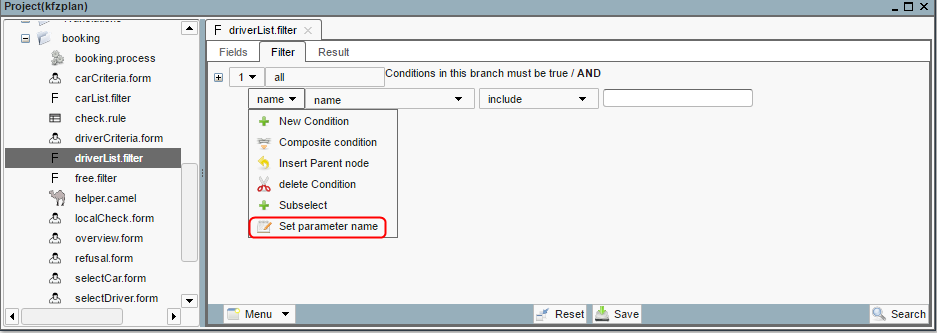 Project(kfzplan)
Translations
booking
booking.process
carCriteria.form
carList.filter
check.rule
driverCriteria.form
driverList.filter
free.filter
helper.camel
localCheck.form
overview.form
refusal.form
selectCar.form
selectDriver.form
F driverList.filter
Fields Filter Result
1 all Conditions in this branch must be true / AND
name name include
New Condition
Composite condition
Insert Parent node
delete Condition
Subselect
Set parameter name
Menu Reset Save Search